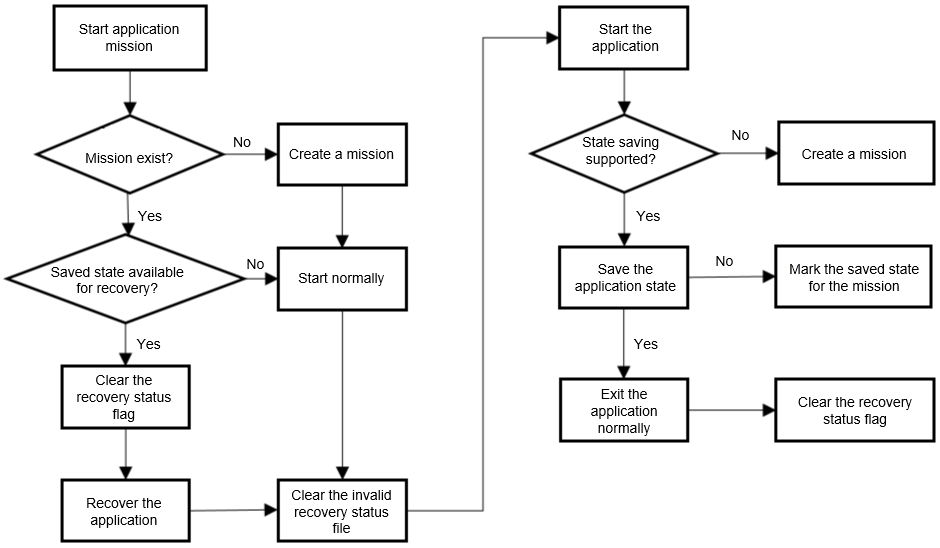 Start application
mission
Mission exist?
No
Create a mission
Yes
Saved state available
for recovery?
No
Start normally
Yes
Clear the
recovery status
flag
Recover the
application
Clear the invalid
recovery status
file
Start the
application
State saving
supported?
No
Create a mission
Yes
Save the
application state
No
Mark the saved state
for the mission
Yes
Exit the
application
normally
Clear the recovery
status flag